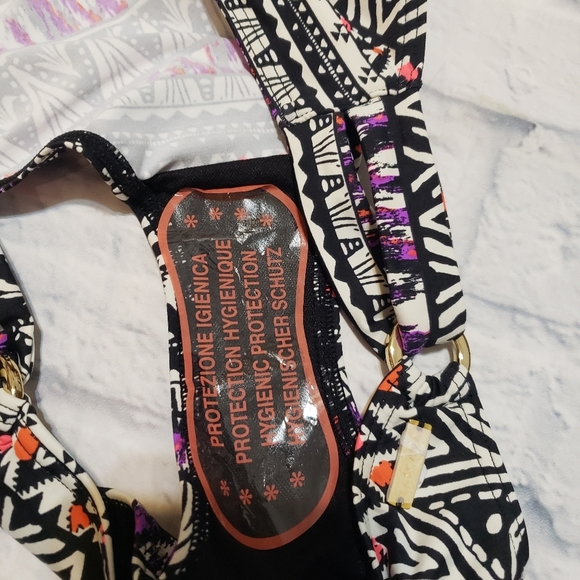 * * * *
PROTEZIONE IGIENICA
PROTECTION HYGIENIQUE
HYGIENIC PROTECTION
HYGIENISCHER SCHUTZ
* * * *